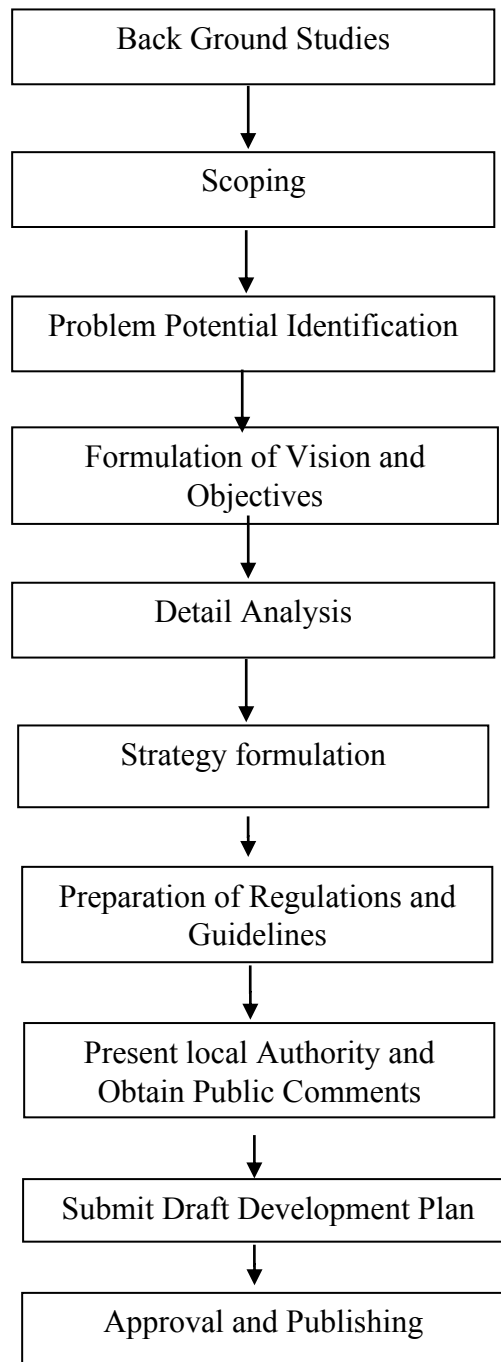 Back Ground Studies
Scoping
Problem Potential Identification
Formulation of Vision and
Objectives
Detail Analysis
Strategy formulation
Preparation of Regulations and
Guidelines
Present local Authority and
Obtain Public Comments
Submit Draft Development Plan
Approval and Publishing